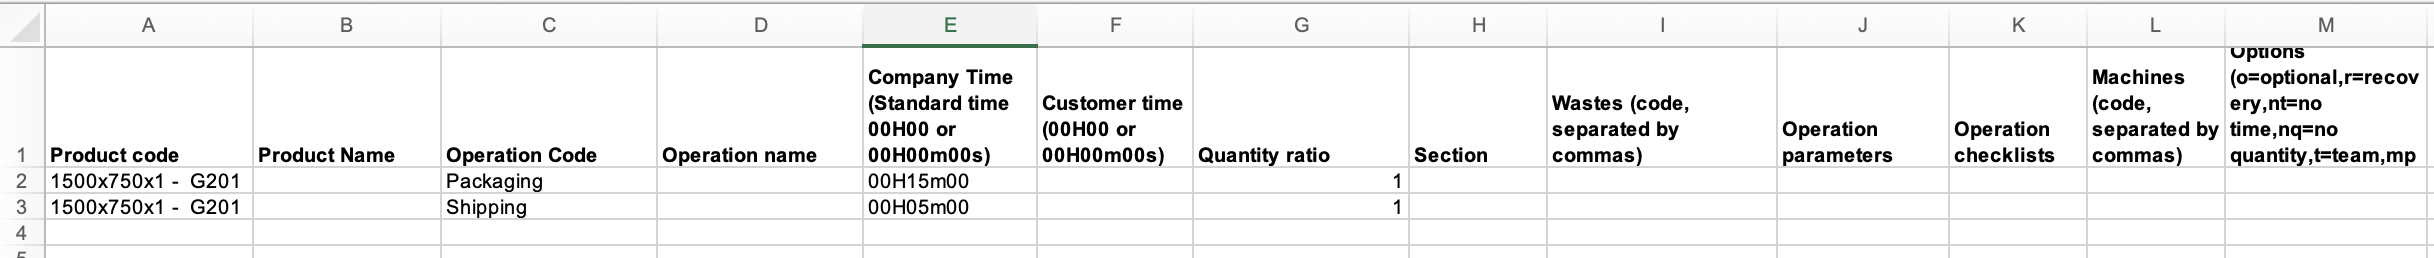 A B C D E F G H I J K L M
1
Product code
Product Name
Operation Code
Operation name
Company Time
(Standard time
00H00 or
00H00m00s)
Customer time
(00H00 or
00H00m00s)
Quantity ratio
Section
Wastes (code,
separated by
commas)
Operation
parameters
Operation
checklists
Machines
(code,
separated by
commas)
Options
(o=optional,r=recov
ery,nt=no
time,nq=no
quantity,t=team,mp
2 1500x750x1 -  G201 Packaging 00H15m00 1
3 1500x750x1 -  G201 Shipping 00H05m00 1
4
5